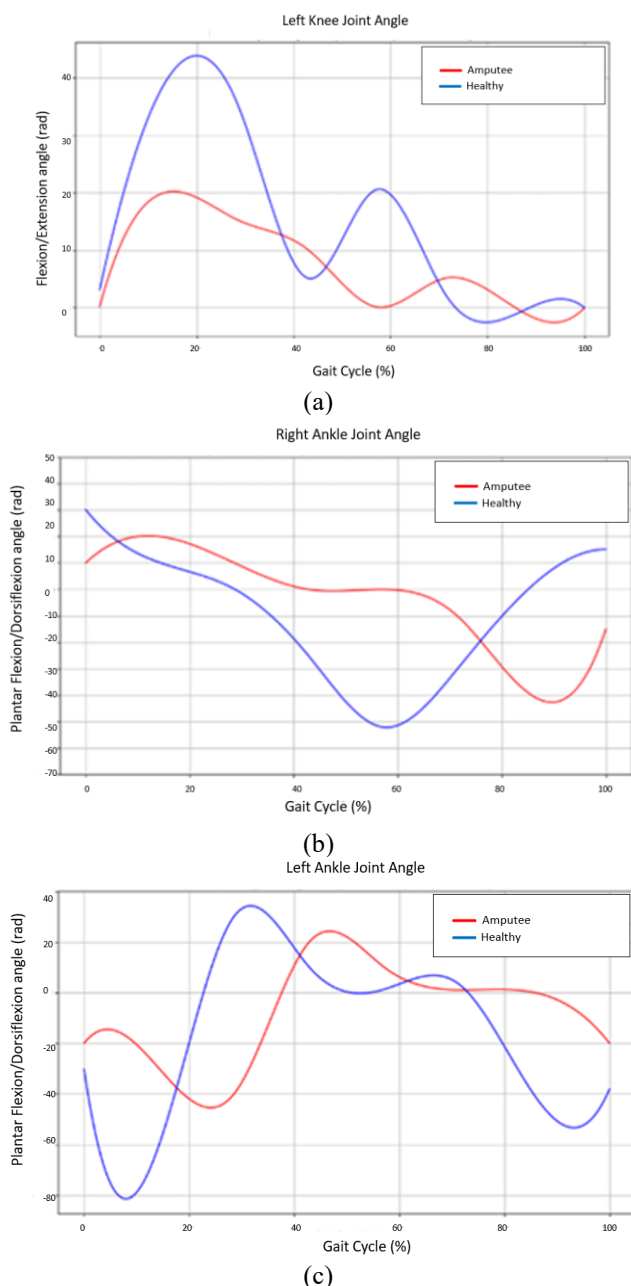 Left Knee Joint Angle
Amputee
Healthy
Flexion/Extension angle (rad)
40
30
20
10
0
0 20 40 60 80 100
Gait Cycle (%)
(a)
Right Ankle Joint Angle
Amputee
Healthy
Plantar Flexion/Dorsiflexion angle (rad)
50
40
30
20
10
0
-10
-20
-30
-40
-50
-60
-70
0 20 40 60 80 100
Gait Cycle (%)
(b)
Left Ankle Joint Angle
Amputee
Healthy
Plantar Flexion/Dorsiflexion angle (rad)
40
20
0
-20
-40
-60
-80
0 20 40 60 80 100
Gait Cycle (%)
(c)